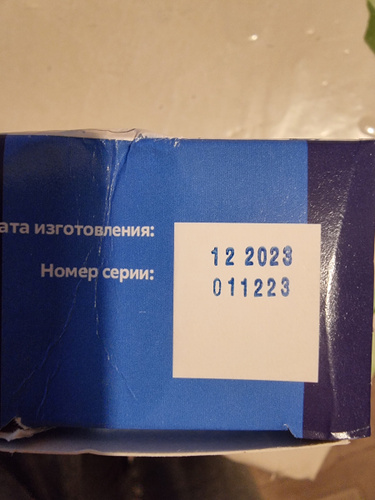 ата изготовления: 12 2023
Номер серии: 011223